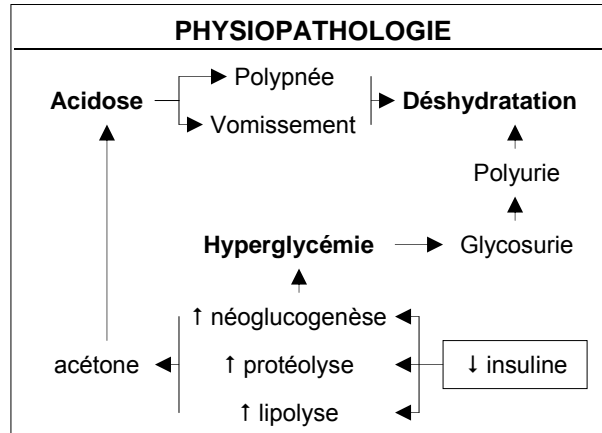 PHYSIOPATHOLOGIE
Polypnée
Acidose
Déshydratation
Vomissement
Polyurie
Hyperglycémie
Glycosurie
↑ néoglucogenèse
acétone
↑ protéolyse
↓ insuline
↑ lipolyse